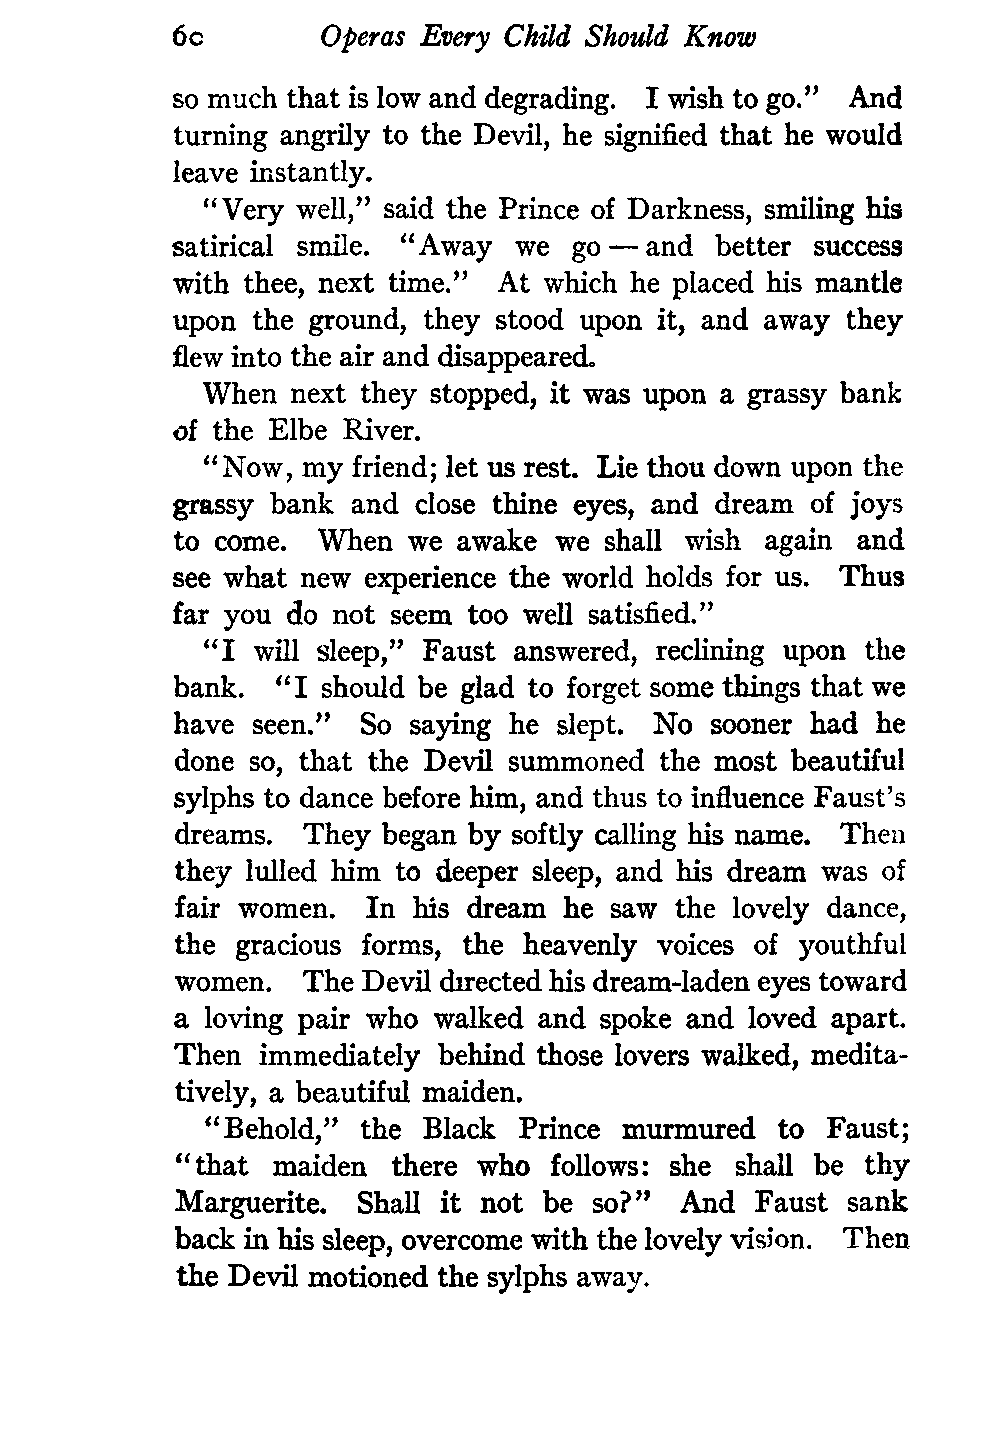 60 Operas Every Child Should Know
so much that is low and degrading. I wish to go." And
turning angrily to the Devil, he signified that he would
leave instantly.
"Very well," said the Prince of Darkness, smiling his
satirical smile. "Away we go — and better success
with thee, next time." At which he placed his mantle
upon the ground, they stood upon it, and away they
flew into the air and disappeared.
When next they stopped, it was upon a grassy bank
of the Elbe River.
"Now, my friend; let us rest. Lie thou down upon the
grassy bank and close thine eyes, and dream of joys
to come. When we awake we shall wish again and
see what new experience the world holds for us. Thus
far you do not seem too well satisfied."
"I will sleep," Faust answered, reclining upon the
bank. "I should be glad to forget some things that we
have seen." So saying he slept. No sooner had he
done so, that the Devil summoned the most beautiful
sylphs to dance before him, and thus to influence Faust's
dreams. They began by softly calling his name. Then
they lulled him to deeper sleep, and his dream was of
fair women. In his dream he saw the lovely dance,
the gracious forms, the heavenly voices of youthful
women. The Devil directed his dream-laden eyes toward
a loving pair who walked and spoke and loved apart.
Then immediately behind those lovers walked, medita-
tively, a beautiful maiden.
"Behold," the Black Prince murmured to Faust;
"that maiden there who follows: she shall be thy
Marguerite. Shall it not be so?" And Faust sank
back in his sleep, overcome with the lovely vision. Then
the Devil motioned the sylphs away.